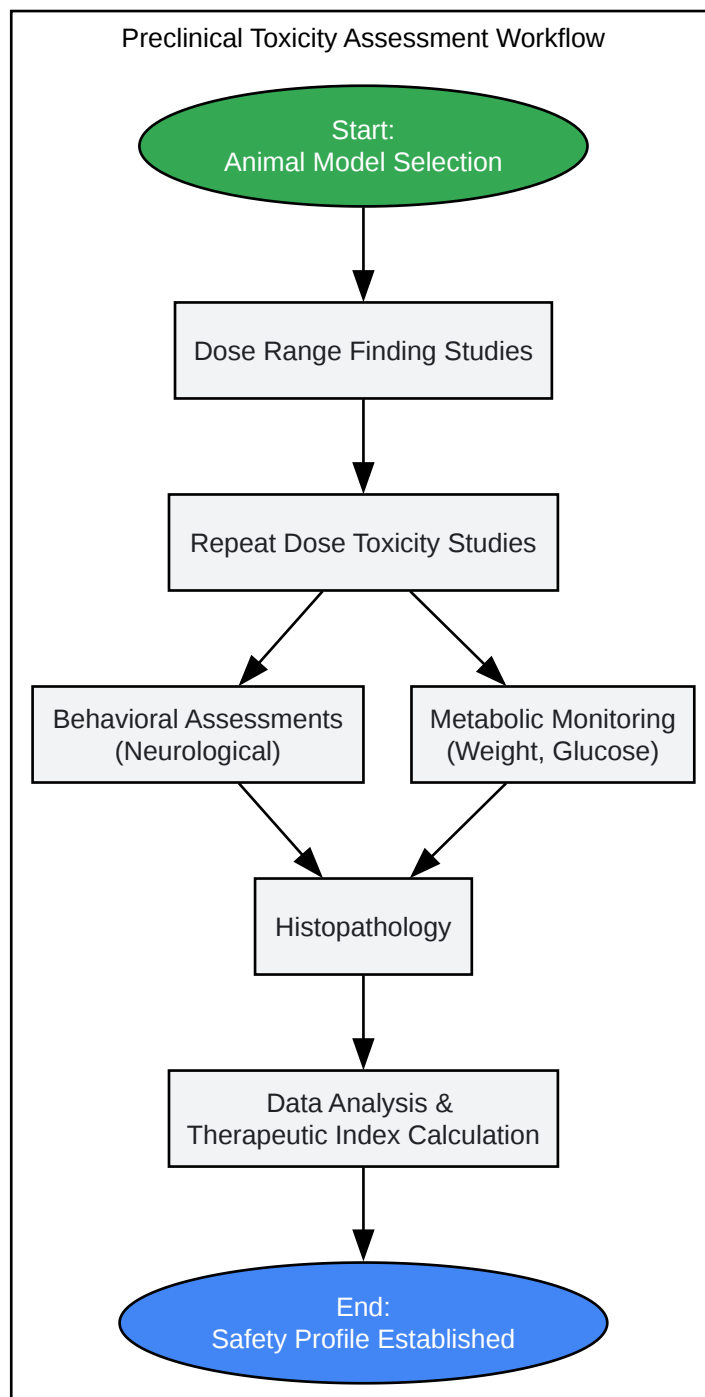 Preclinical Toxicity Assessment Workflow
Start:
Animal Model Selection
Dose Range Finding Studies
Repeat Dose Toxicity Studies
Behavioral Assessments
(Neurological)
Metabolic Monitoring
(Weight, Glucose)
Histopathology
Data Analysis &
Therapeutic Index Calculation
End:
Safety Profile Established